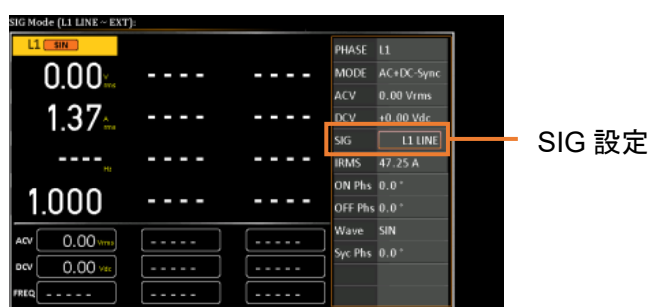 SIG Mode (L1 LINE ~ EXT):
L1 SIN
0.00 V rms - - - - - - - -
1.37 A rms - - - - - - - -
- - - - Hz - - - - - - - -
1.000 - - - - - - - -
ACV 0.00 Vrms - - - - - - - - - -
DCV 0.00 Vdc - - - - - - - - - -
FREQ - - - - - - - - - - - - - - -
PHASE L1
MODE AC+DC-Sync
ACV 0.00 Vrms
DCV +0.00 Vdc
SIG L1 LINE
IRMS 47.25 A
ON Phs 0.0 °
OFF Phs 0.0 °
Wave SIN
Syc Phs 0.0 °
SIG 設定